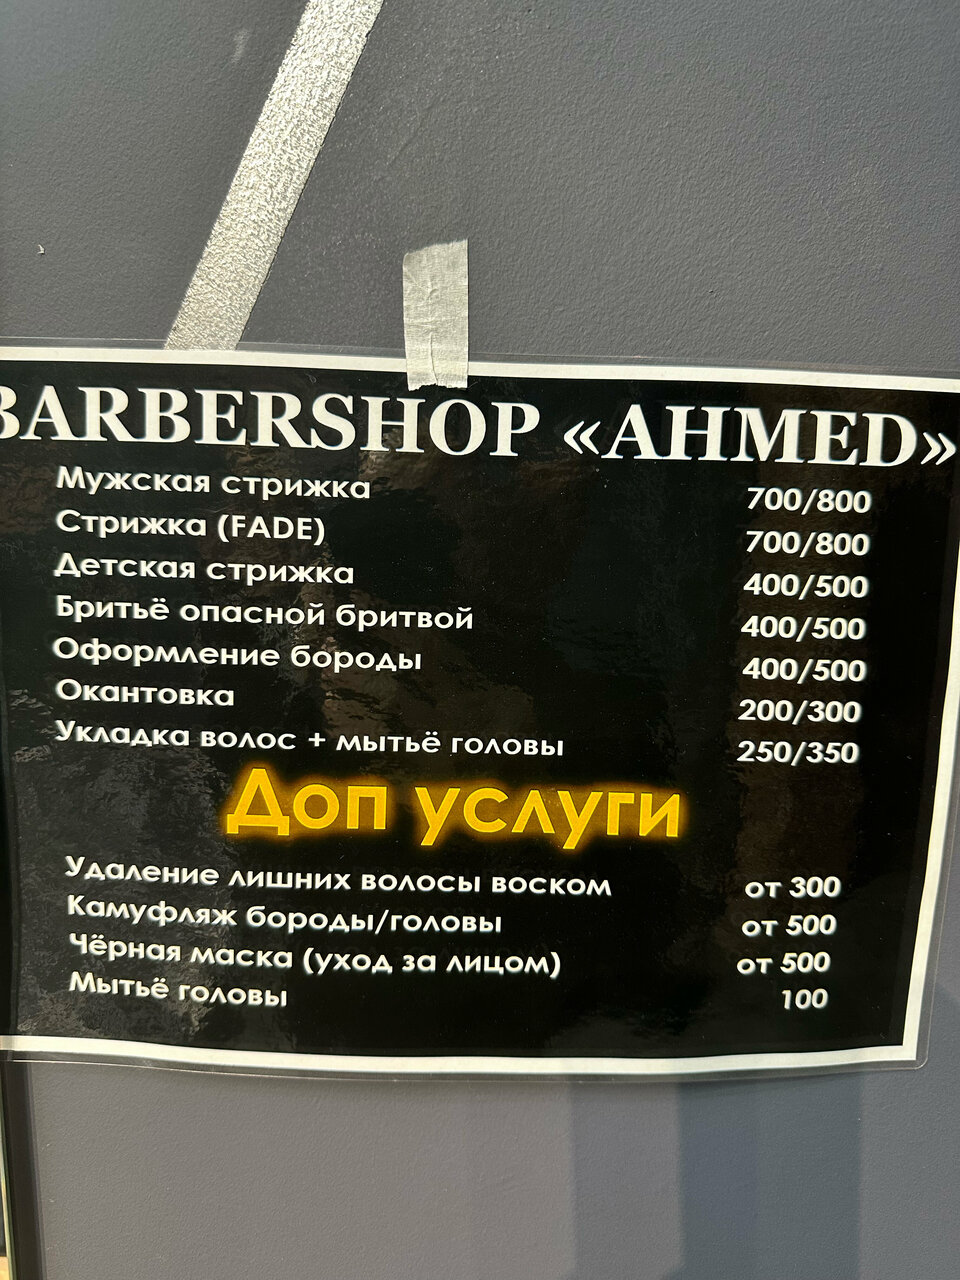 BARBERSHOP «AHMED»
Мужская стрижка 700/800
Стрижка (FADE) 700/800
Детская стрижка 400/500
Бритьё опасной бритвой 400/500
Оформление бороды 400/500
Окантовка 200/300
Укладка волос + мытьё головы 250/350
Доп услуги
Удаление лишних волосы воском от 300
Камуфляж бороды/головы от 500
Чёрная маска (уход за лицом) от 500
Мытьё головы 100